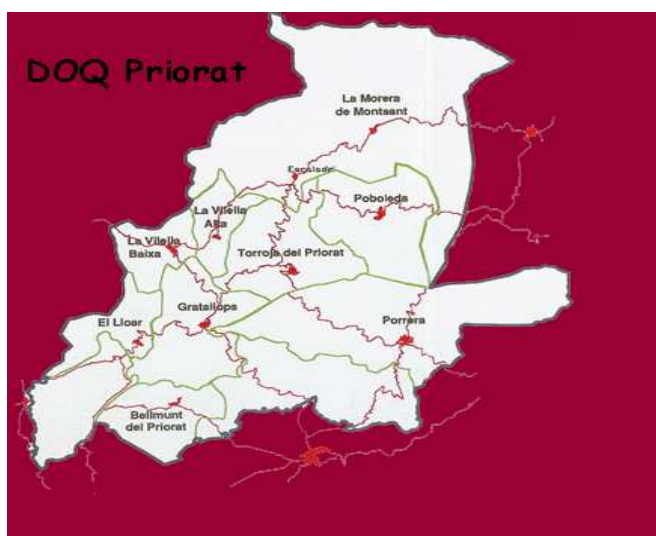 DOQ Priorat
La Morera
de Montsant
Escaladei
Poboleda
La Vilella
Alta
La Vilella
Baixa
Torroja del Priorat
Gratallops
El Lloar
Porrera
Bellmunt
del Priorat